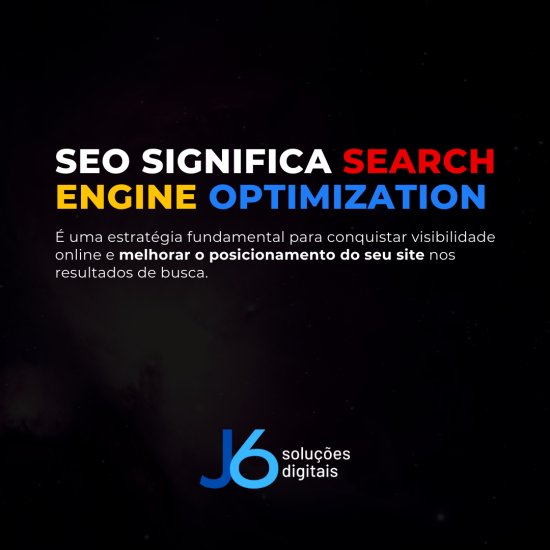 SEO SIGNIFICA SEARCH
ENGINE OPTIMIZATION
É uma estratégia fundamental para conquistar visibilidade
online e melhorar o posicionamento do seu site nos
resultados de busca.
J6 soluções
digitais